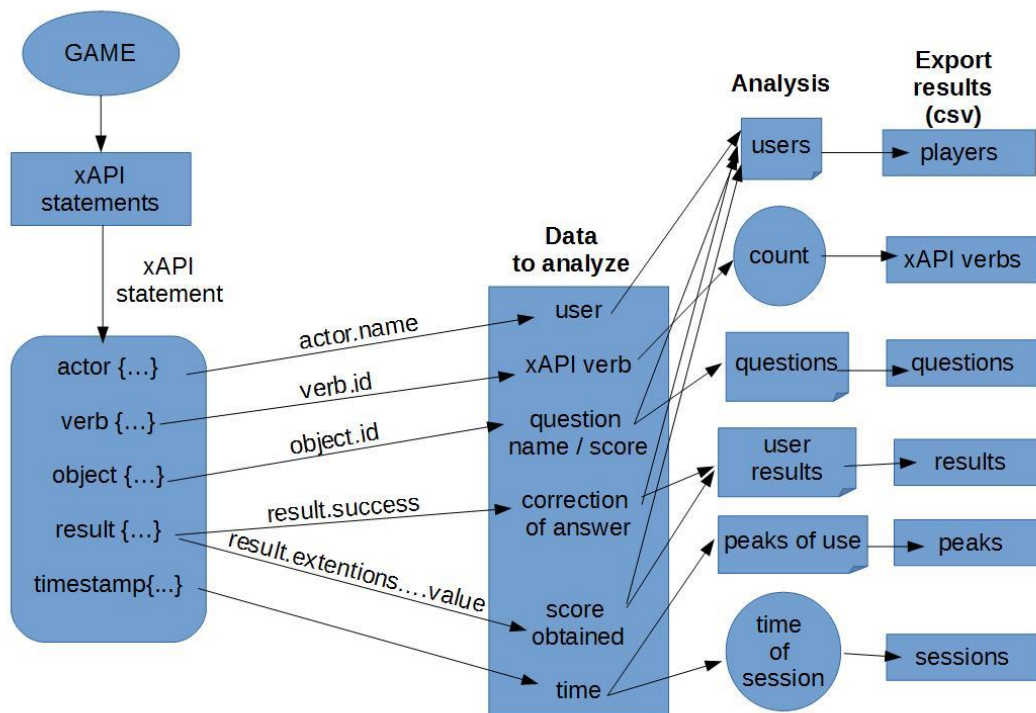 GAME
xAPI
statements
xAPI
statement
actor {…}
verb {…}
object {…}
result {…}
timestamp{...}
actor.name
verb.id
object.id
result.success
result.extentions….value
Data
to analyze
user
xAPI verb
question
name / score
correction
of answer
score
obtained
time
Analysis
users
count
questions
user
results
peaks of use
time
of
session
Export
results
(csv)
players
xAPI verbs
questions
results
peaks
sessions